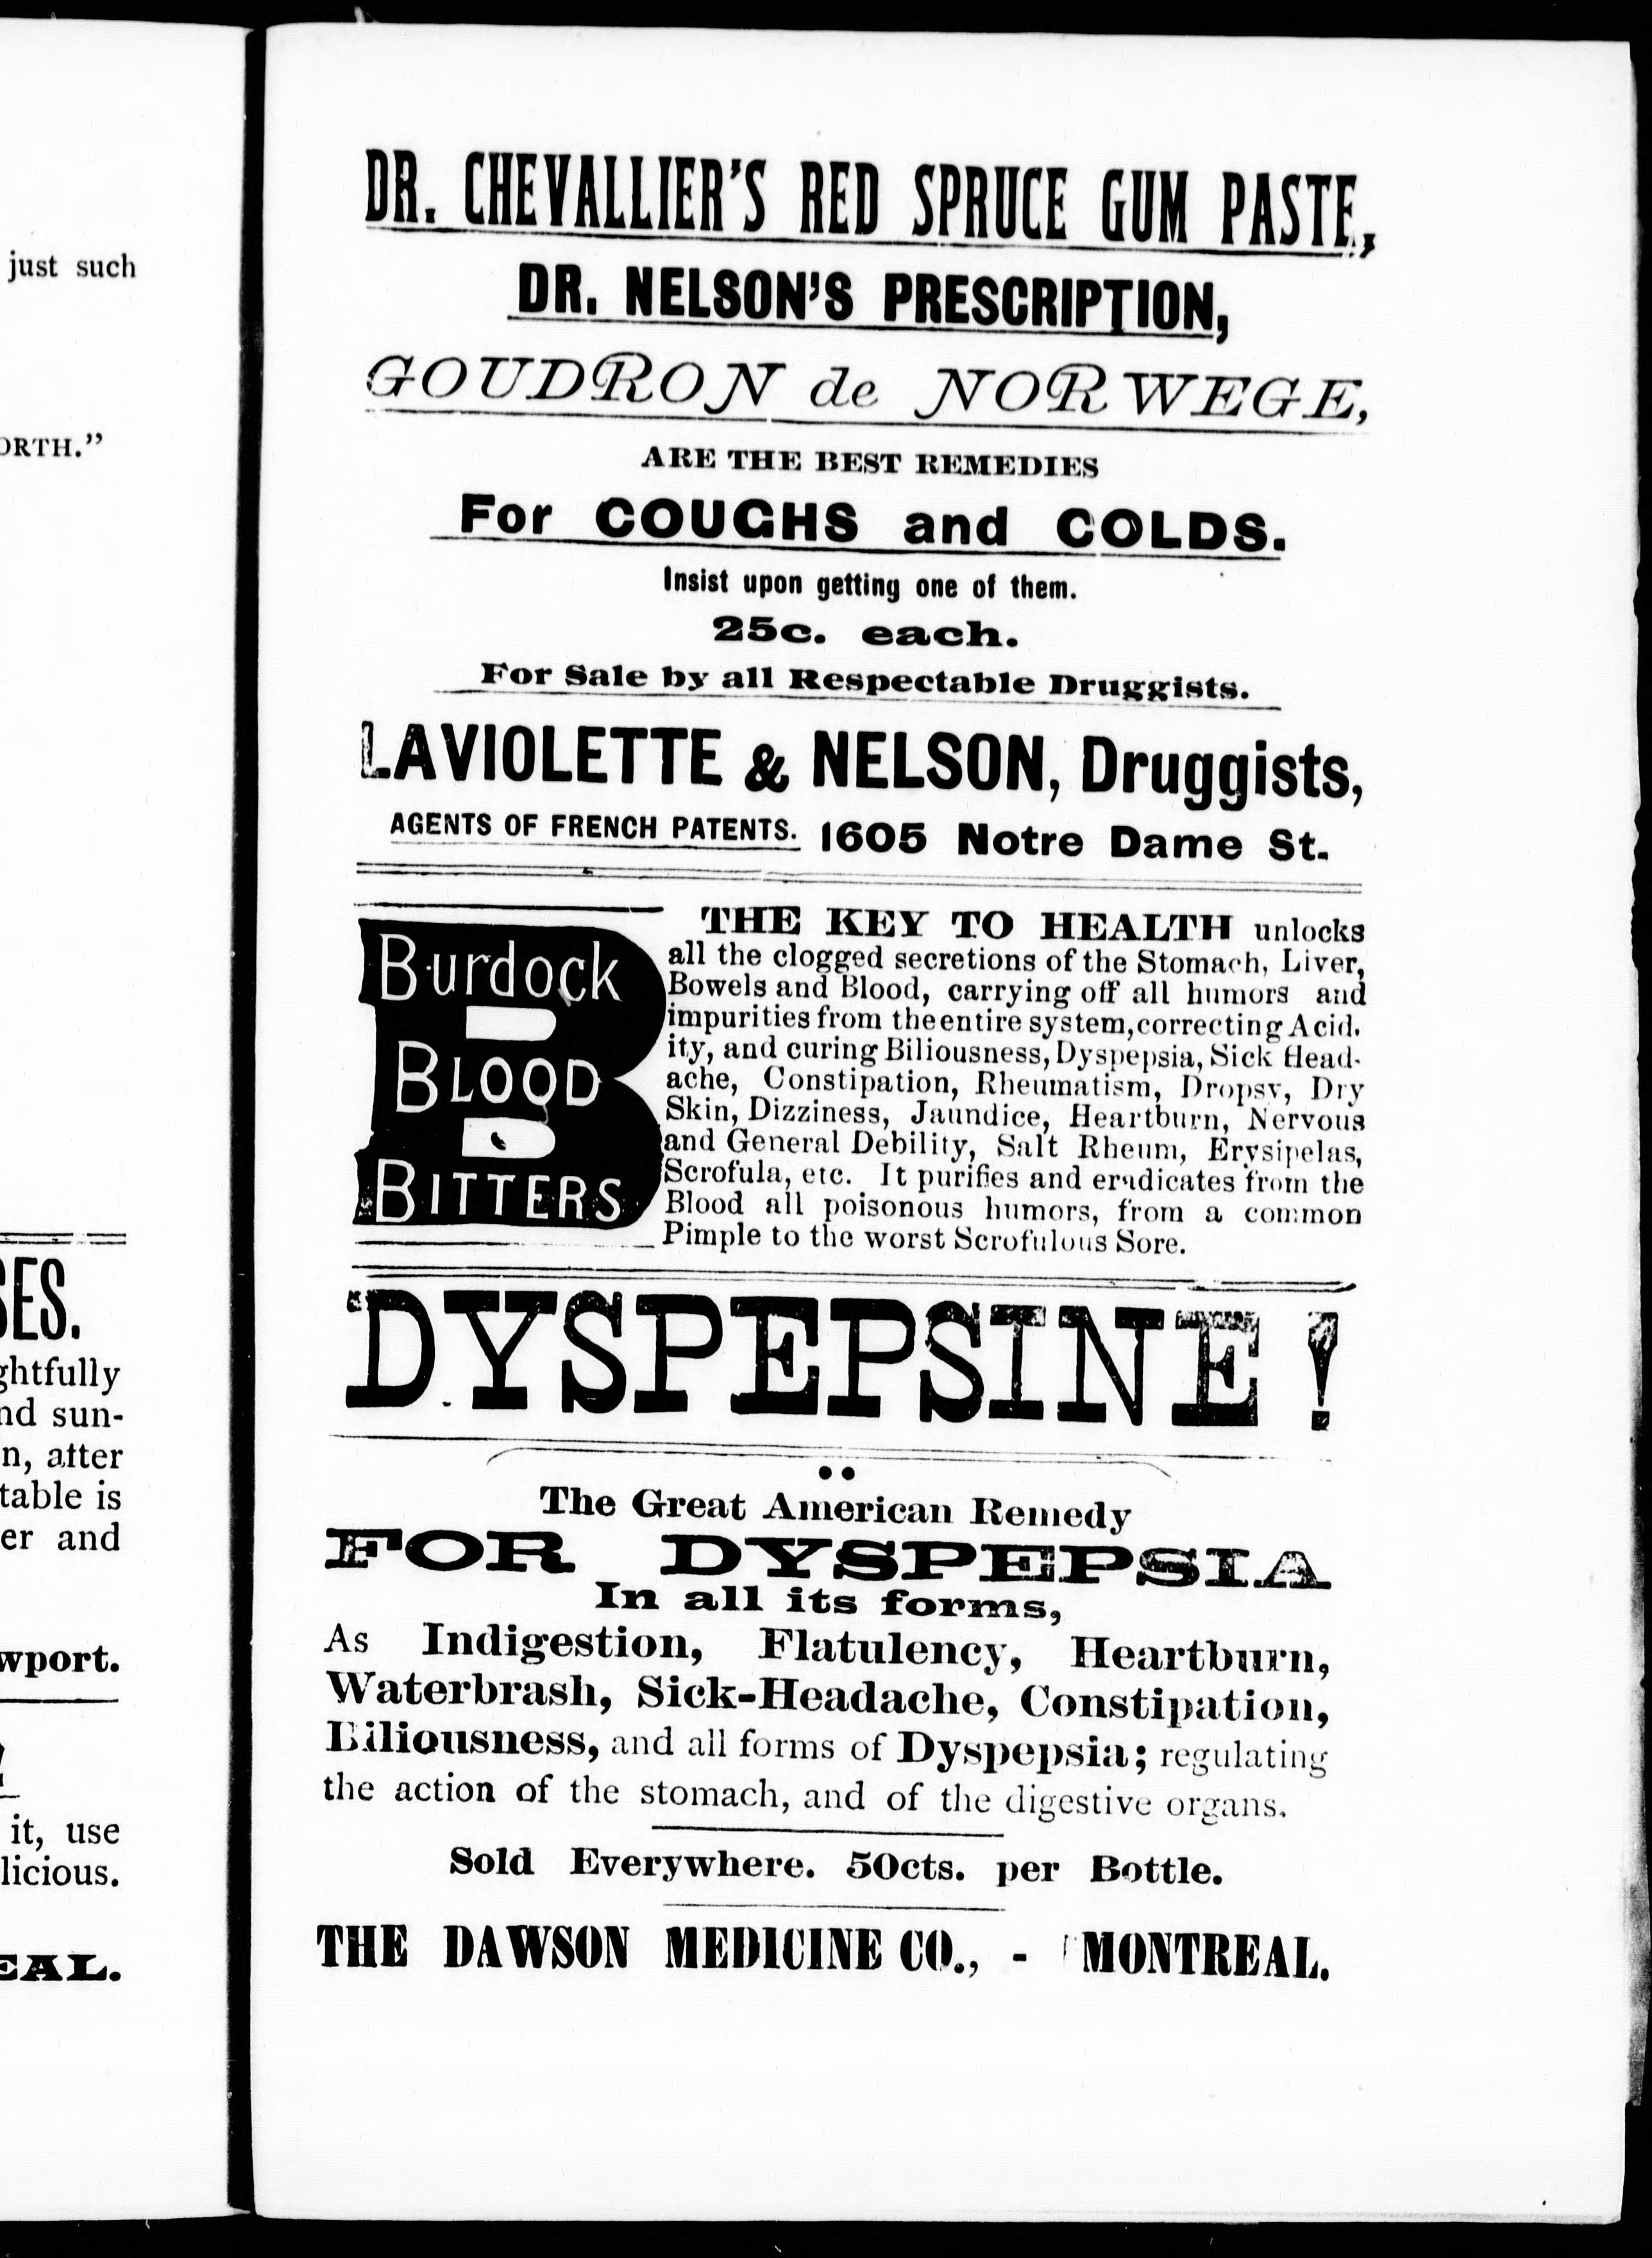 just such
ORTH."
SES.
ghtfully
nd sun-
n, after
table is
er and
wport.
it, use
licious.
EAL.
DR. CHEVALLIER'S RED SPRUCE GUM PASTE,
DR. NELSON'S PRESCRIPTION,
GOUDRON de NORWEGE,
ARE THE BEST REMEDIES
For COUGHS and COLDS.
Insist upon getting one of them.
25c. each.
For Sale by all Respectable Druggists.
LAVIOLETTE & NELSON, Druggists,
AGENTS OF FRENCH PATENTS. 1605 Notre Dame St.
Burdock
BLOOD
BITTERS
THE KEY TO HEALTH unlocks
all the clogged secretions of the Stomach, Liver,
Bowels and Blood, carrying off all humors and
impurities from the entire system, correcting Acid.
ity, and curing Biliousness, Dyspepsia, Sick Head-
ache, Constipation, Rheumatism, Dropsy, Dry
Skin, Dizziness, Jaundice, Heartburn, Nervous
and General Debility, Salt Rheum, Erysipelas,
Scrofula, etc. It purifies and eradicates from the
Blood all poisonous humors, from a common
Pimple to the worst Scrofulous Sore.
DYSPEPSINE!
The Great American Remedy
FOR DYSPEPSIA
In all its forms,
As Indigestion, Flatulency, Heartburn,
Waterbrash, Sick-Headache, Constipation,
Biliousness, and all forms of Dyspepsia; regulating
the action of the stomach, and of the digestive organs.
Sold Everywhere. 50cts. per Bottle.
THE DAWSON MEDICINE CO., - MONTREAL.